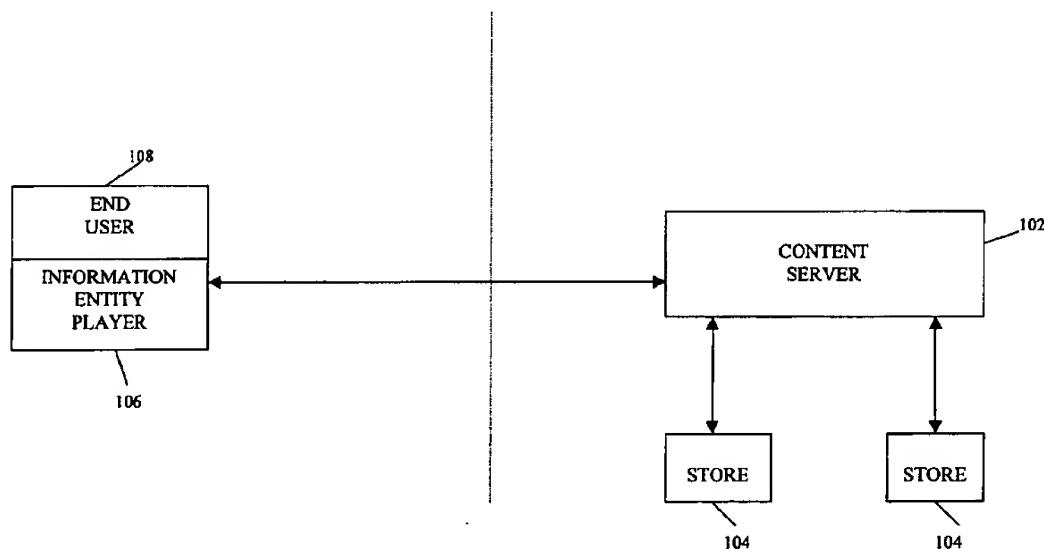 108
END
USER
INFORMATION
ENTITY
PLAYER
106
102
CONTENT
SERVER
STORE
STORE
104
104